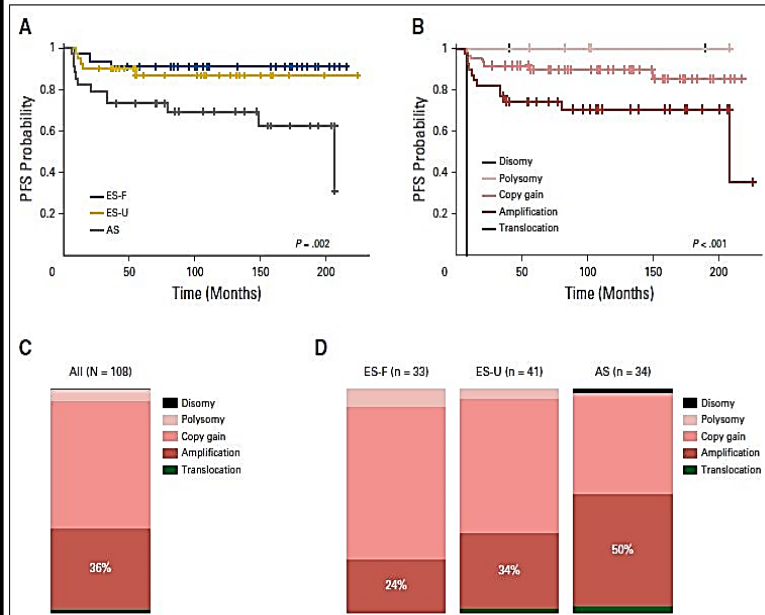 A
PFS Probability
1
0.8
0.6
0.4
0.2
ES-F
ES-U
AS
P = .002
0 50 100 150 200
Time (Months)
B
PFS Probability
1
0.8
0.6
0.4
0.2
Disomy
Polysomy
Copy gain
Amplification
Translocation
P < .001
0 50 100 150 200
Time (Months)
C
All (N = 108)
36%
Disomy
Polysomy
Copy gain
Amplification
Translocation
D
ES-F (n = 33) ES-U (n = 41) AS (n = 34)
24% 34% 50%
Disomy
Polysomy
Copy gain
Amplification
Translocation